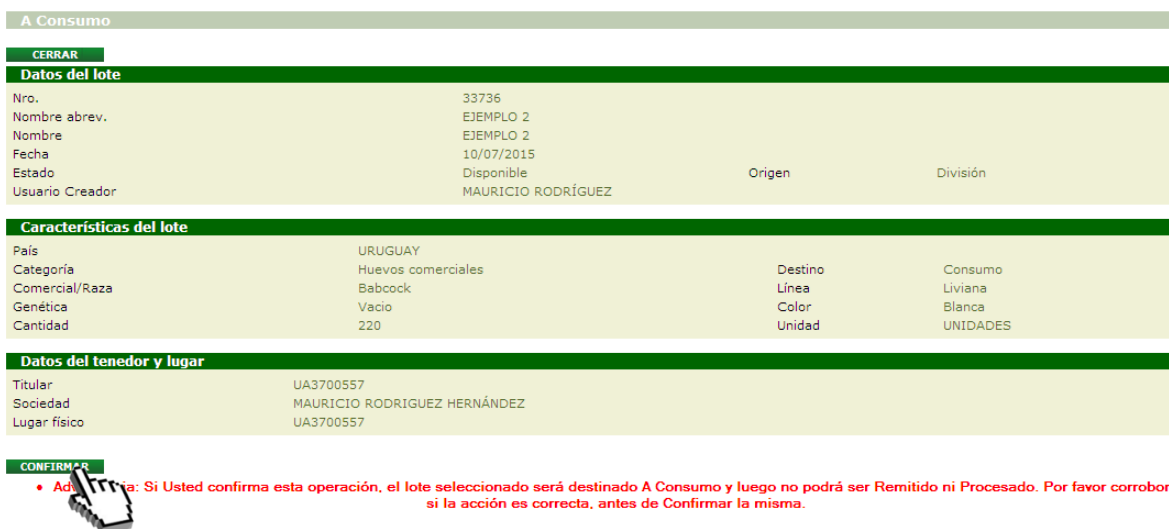 A Consumo
CERRAR
Datos del lote
Nro. 33736
Nombre abrev. EJEMPLO 2
Nombre EJEMPLO 2
Fecha 10/07/2015
Estado Disponible Origen División
Usuario Creador MAURICIO RODRÍGUEZ
Características del lote
País URUGUAY
Categoría Huevos comerciales Destino Consumo
Comercial/Raza Babcock Línea Liviana
Genética Vacio Color Blanca
Cantidad 220 Unidad UNIDADES
Datos del tenedor y lugar
Titular UA3700557
Sociedad MAURICIO RODRIGUEZ HERNÁNDEZ
Lugar físico UA3700557
CONFIRMAR
• : Si Usted confirma esta operación, el lote seleccionado será destinado A Consumo y luego no podrá ser Remitido ni Procesado. Por favor corrobor
si la acción es correcta, antes de Confirmar la misma.